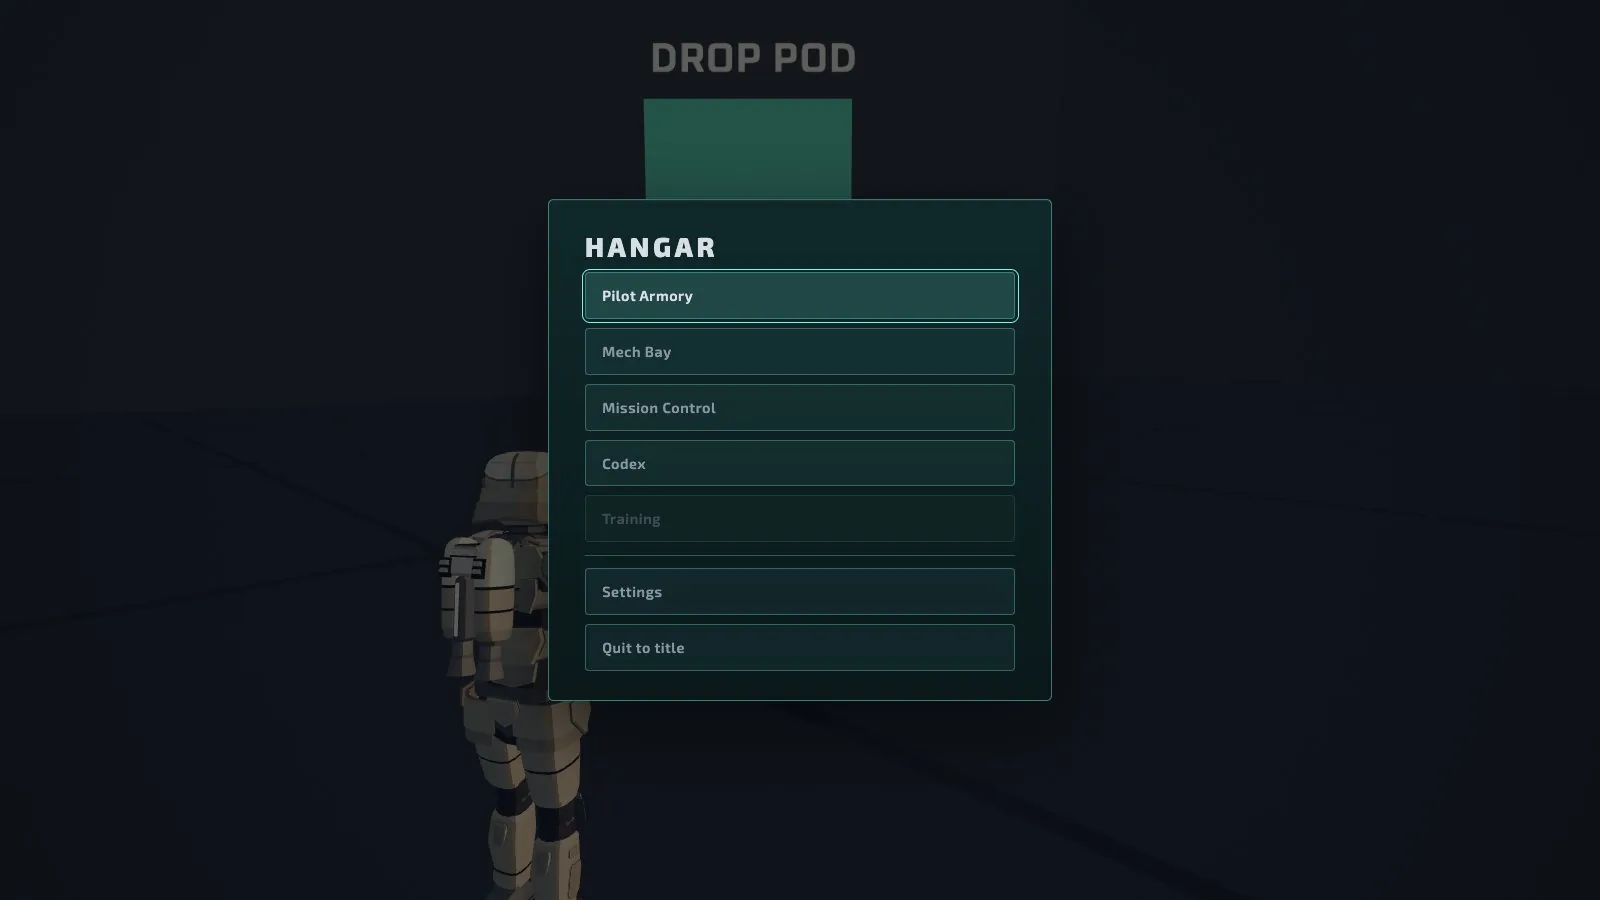 DROP POD
HANGAR
Pilot Armory
Mech Bay
Mission Control
Codex
Training
Settings
Quit to title